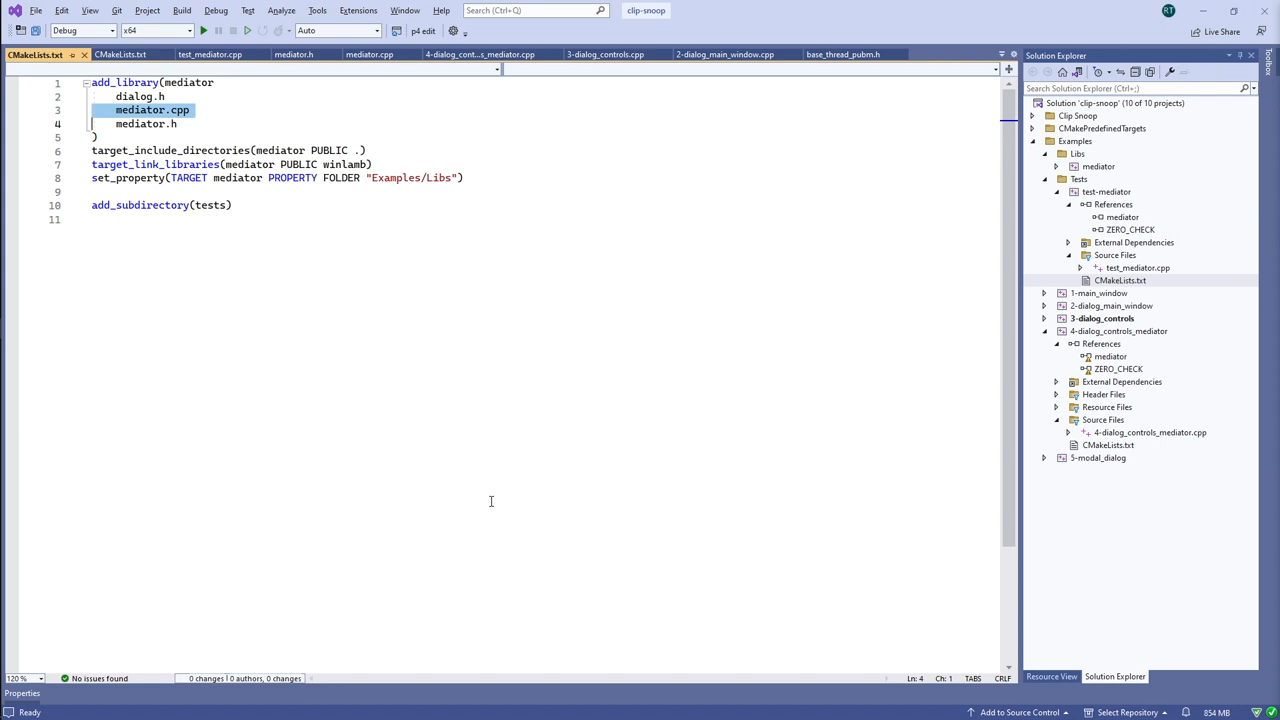 File Edit View Git Project Build Debug Test Analyze Tools Extensions Window Help Search (Ctrl+Q) clip-snoop RT
Debug x64 Auto p4 edit Live Share
CMakeLists.txt CMakeLists.txt test_mediator.cpp mediator.h mediator.cpp 4-dialog_cont...s_mediator.cpp 3-dialog_controls.cpp 2-dialog_main_window.cpp base_thread_pubm.h
1 add_library(mediator
2 dialog.h
3 mediator.cpp
4 mediator.h
5 )
6 target_include_directories(mediator PUBLIC .)
7 target_link_libraries(mediator PUBLIC winlamb)
8 set_property(TARGET mediator PROPERTY FOLDER "Examples/Libs")
9
10 add_subdirectory(tests)
11
120 % No issues found 0 changes | 0 authors, 0 changes Ln: 4 Ch: 1 TABS CRLF
Solution Explorer
Search Solution Explorer (Ctrl+;)
Solution 'clip-snoop' (10 of 10 projects)
Clip Snoop
CMakePredefinedTargets
Examples
Libs
mediator
Tests
test-mediator
References
mediator
ZERO_CHECK
External Dependencies
Source Files
test_mediator.cpp
CMakeLists.txt
1-main_window
2-dialog_main_window
3-dialog_controls
4-dialog_controls_mediator
References
mediator
ZERO_CHECK
External Dependencies
Header Files
Resource Files
Source Files
4-dialog_controls_mediator.cpp
CMakeLists.txt
5-modal_dialog
Resource View Solution Explorer
Toolbox
Properties
Ready Add to Source Control Select Repository 854 MB